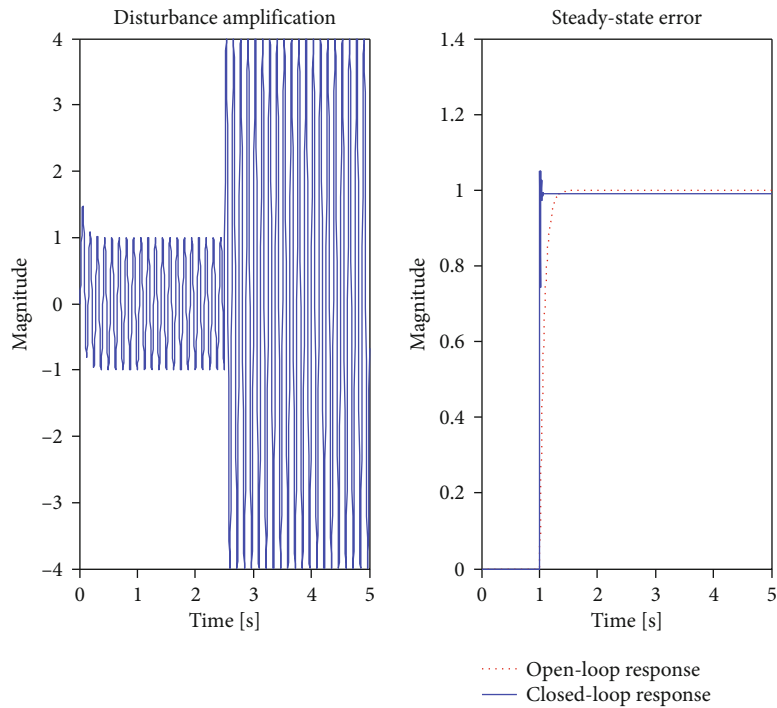 Disturbance amplification
4
3
2
1
0
−1
−2
−3
−4
Magnitude
0 1 2 3 4 5
Time [s]
Steady-state error
1.4
1.2
1
0.8
0.6
0.4
0.2
0
Magnitude
0 1 2 3 4 5
Time [s]
Open-loop response
Closed-loop response